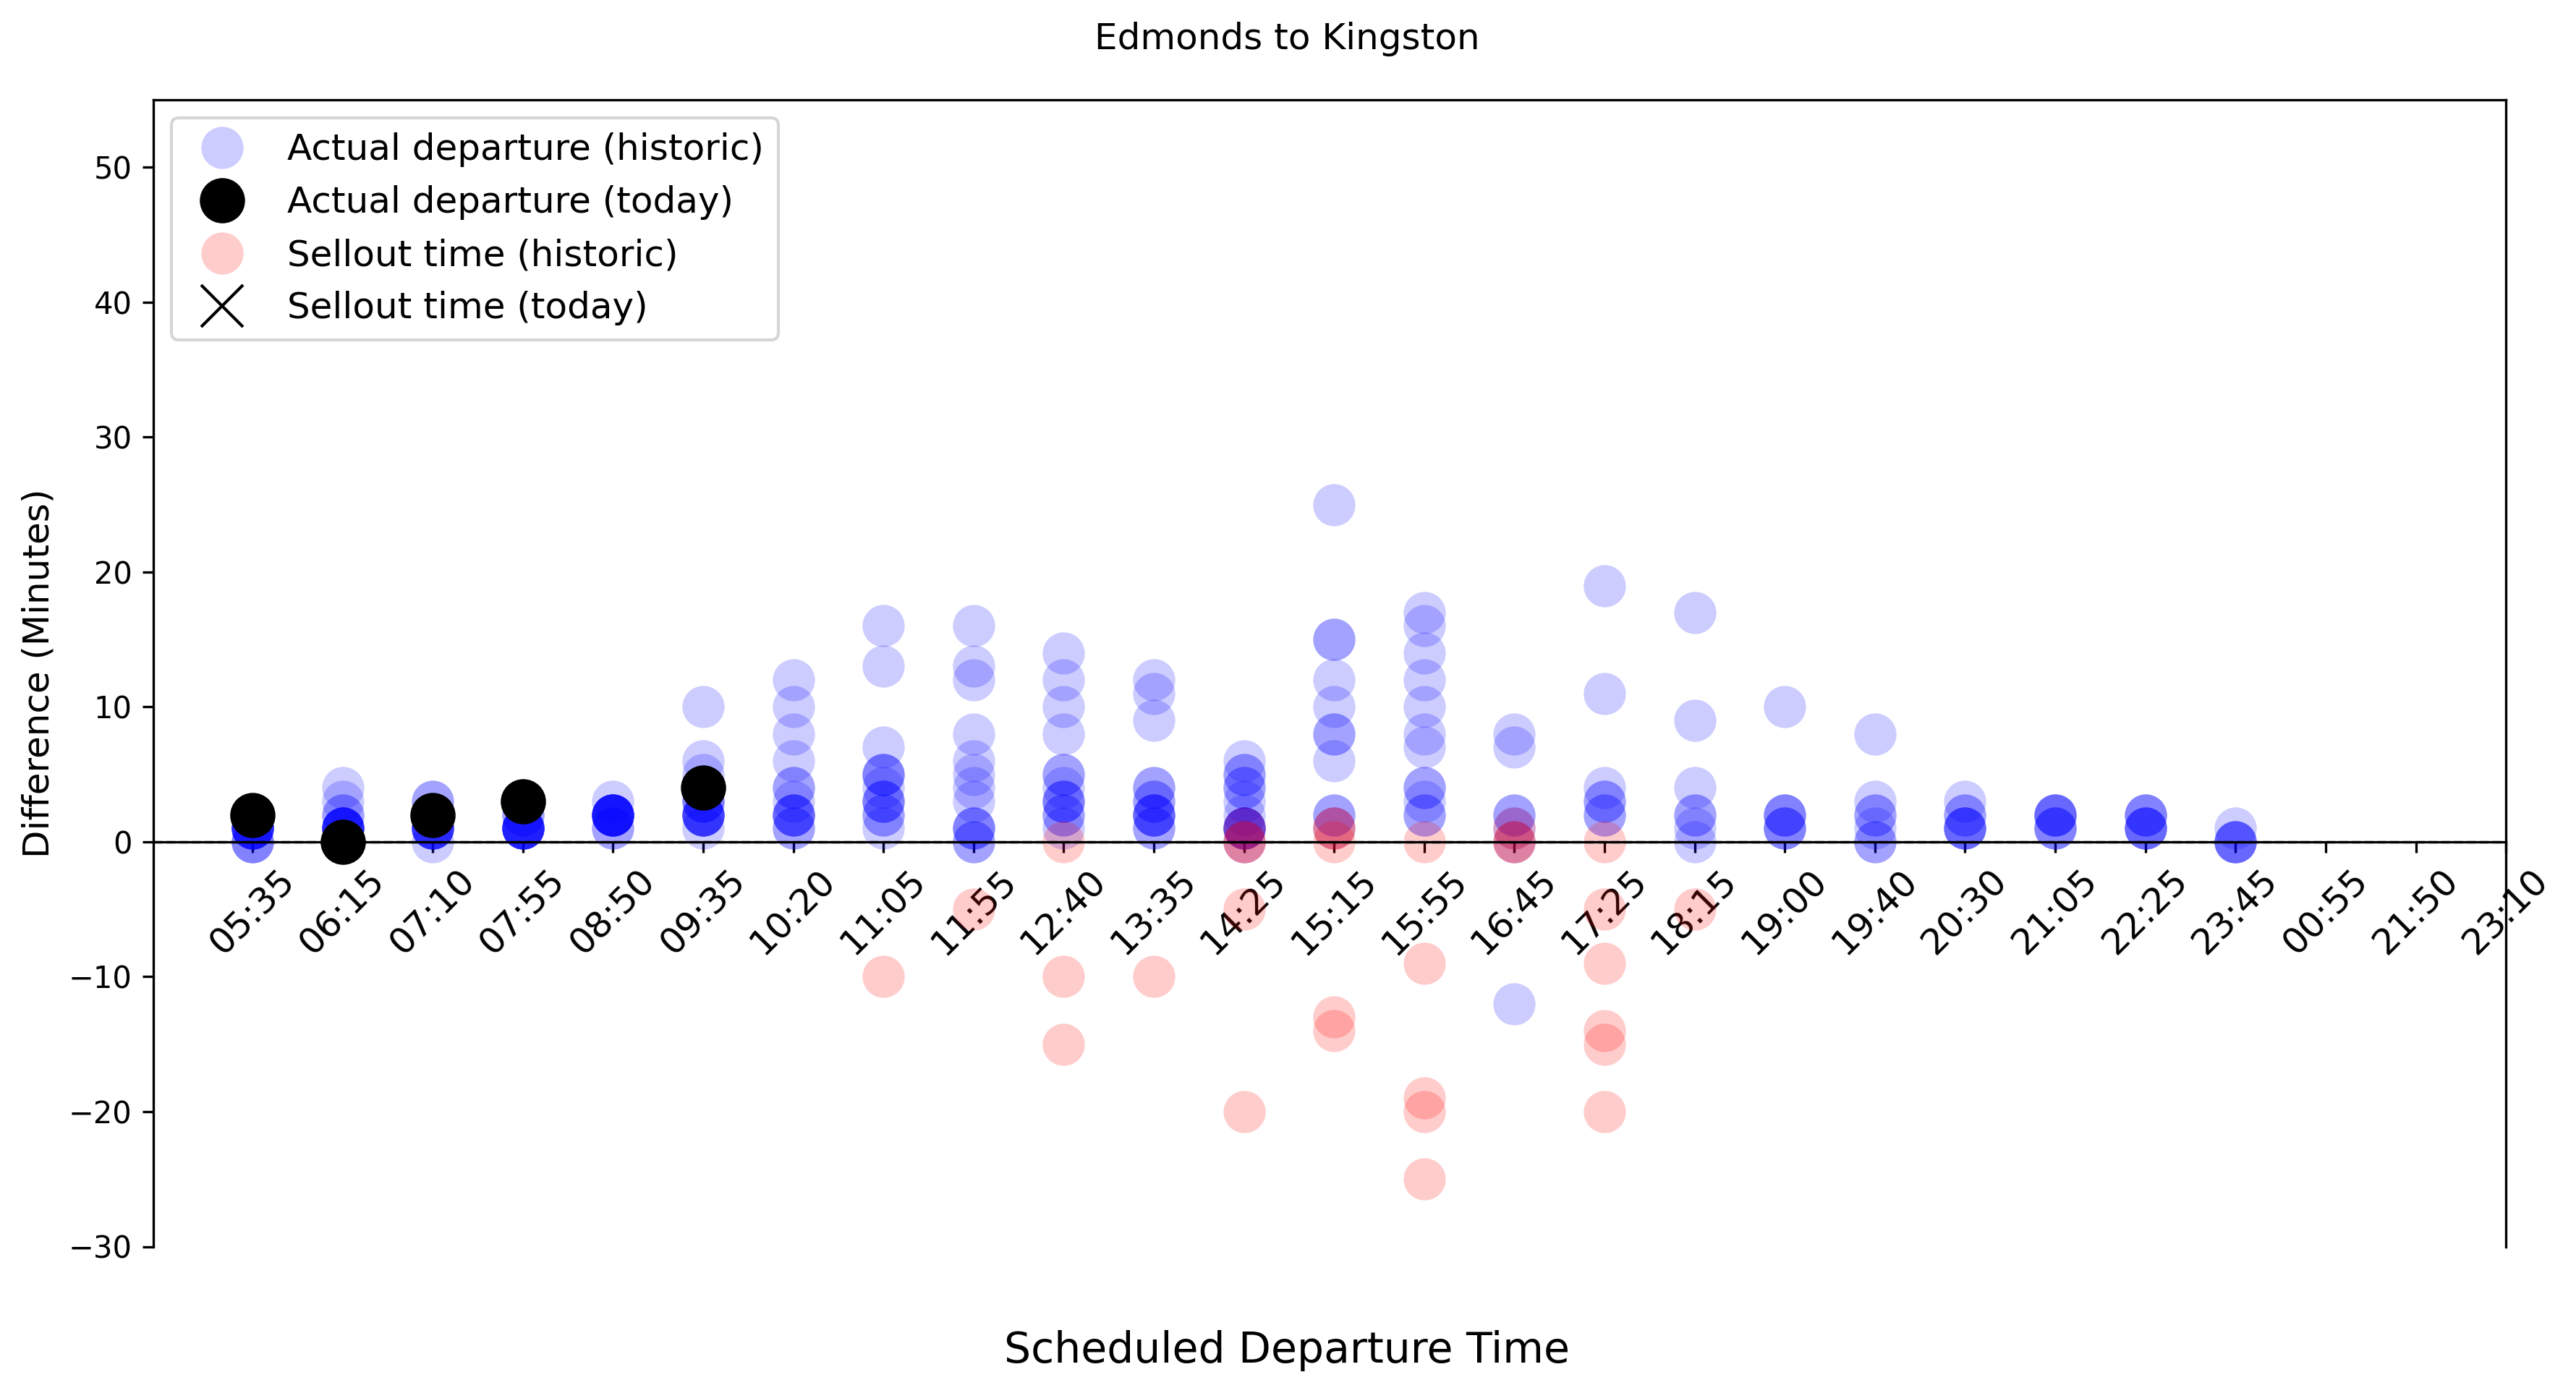 Edmonds to Kingston
Actual departure (historic)
Actual departure (today)
Sellout time (historic)
Sellout time (today)
50
40
30
20
10
0
−10
−20
−30
Difference (Minutes)
05:35 06:15 07:10 07:55 08:50 09:35 10:20 11:05 11:55 12:40 13:35 14:25 15:15 15:55 16:45 17:25 18:15 19:00 19:40 20:30 21:05 22:25 23:45 00:55 21:50 23:10
Scheduled Departure Time